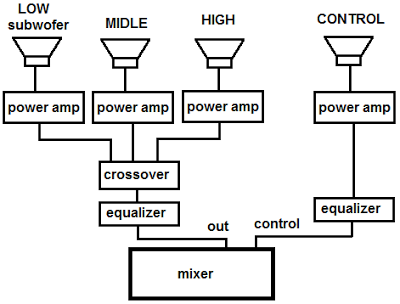 LOW
subwofer
MIDLE
HIGH
CONTROL
power amp
power amp
power amp
power amp
crossover
equalizer
equalizer
out
control
mixer